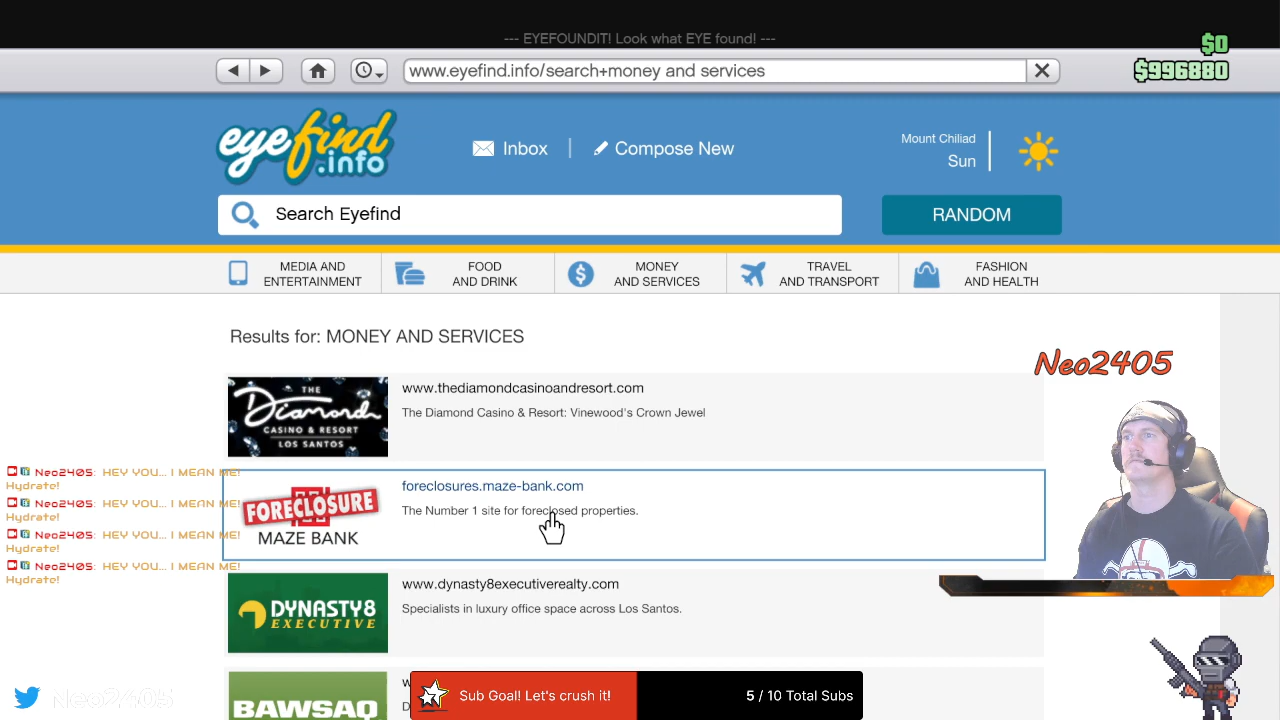 --- EYEFOUNDIT! Look what EYE found! ---
$0
www.eyefind.info/search+money and services
$996880
eyefind
.info
Inbox
Compose New
Mount Chiliad
Sun
Search Eyefind
RANDOM
MEDIA AND
ENTERTAINMENT
FOOD
AND DRINK
MONEY
AND SERVICES
TRAVEL
AND TRANSPORT
FASHION
AND HEALTH
Results for: MONEY AND SERVICES
Neo2405
THE
Diamond
CASINO & RESORT
LOS SANTOS
www.thediamondcasinoandresort.com
The Diamond Casino & Resort: Vinewood's Crown Jewel
Neo2405: HEY YOU... I MEAN ME!
Hydrate!
Neo2405: HEY YOU... I MEAN ME!
Hydrate!
Neo2405: HEY YOU... I MEAN ME!
Hydrate!
Neo2405: HEY YOU... I MEAN ME!
Hydrate!
FORECLOSURE
MAZE BANK
foreclosures.maze-bank.com
The Number 1 site for foreclosed properties.
DYNASTY8
EXECUTIVE
www.dynasty8executiverealty.com
Specialists in luxury office space across Los Santos.
BAWSAQ
Sub Goal! Let's crush it!
5 / 10 Total Subs
Neo2405